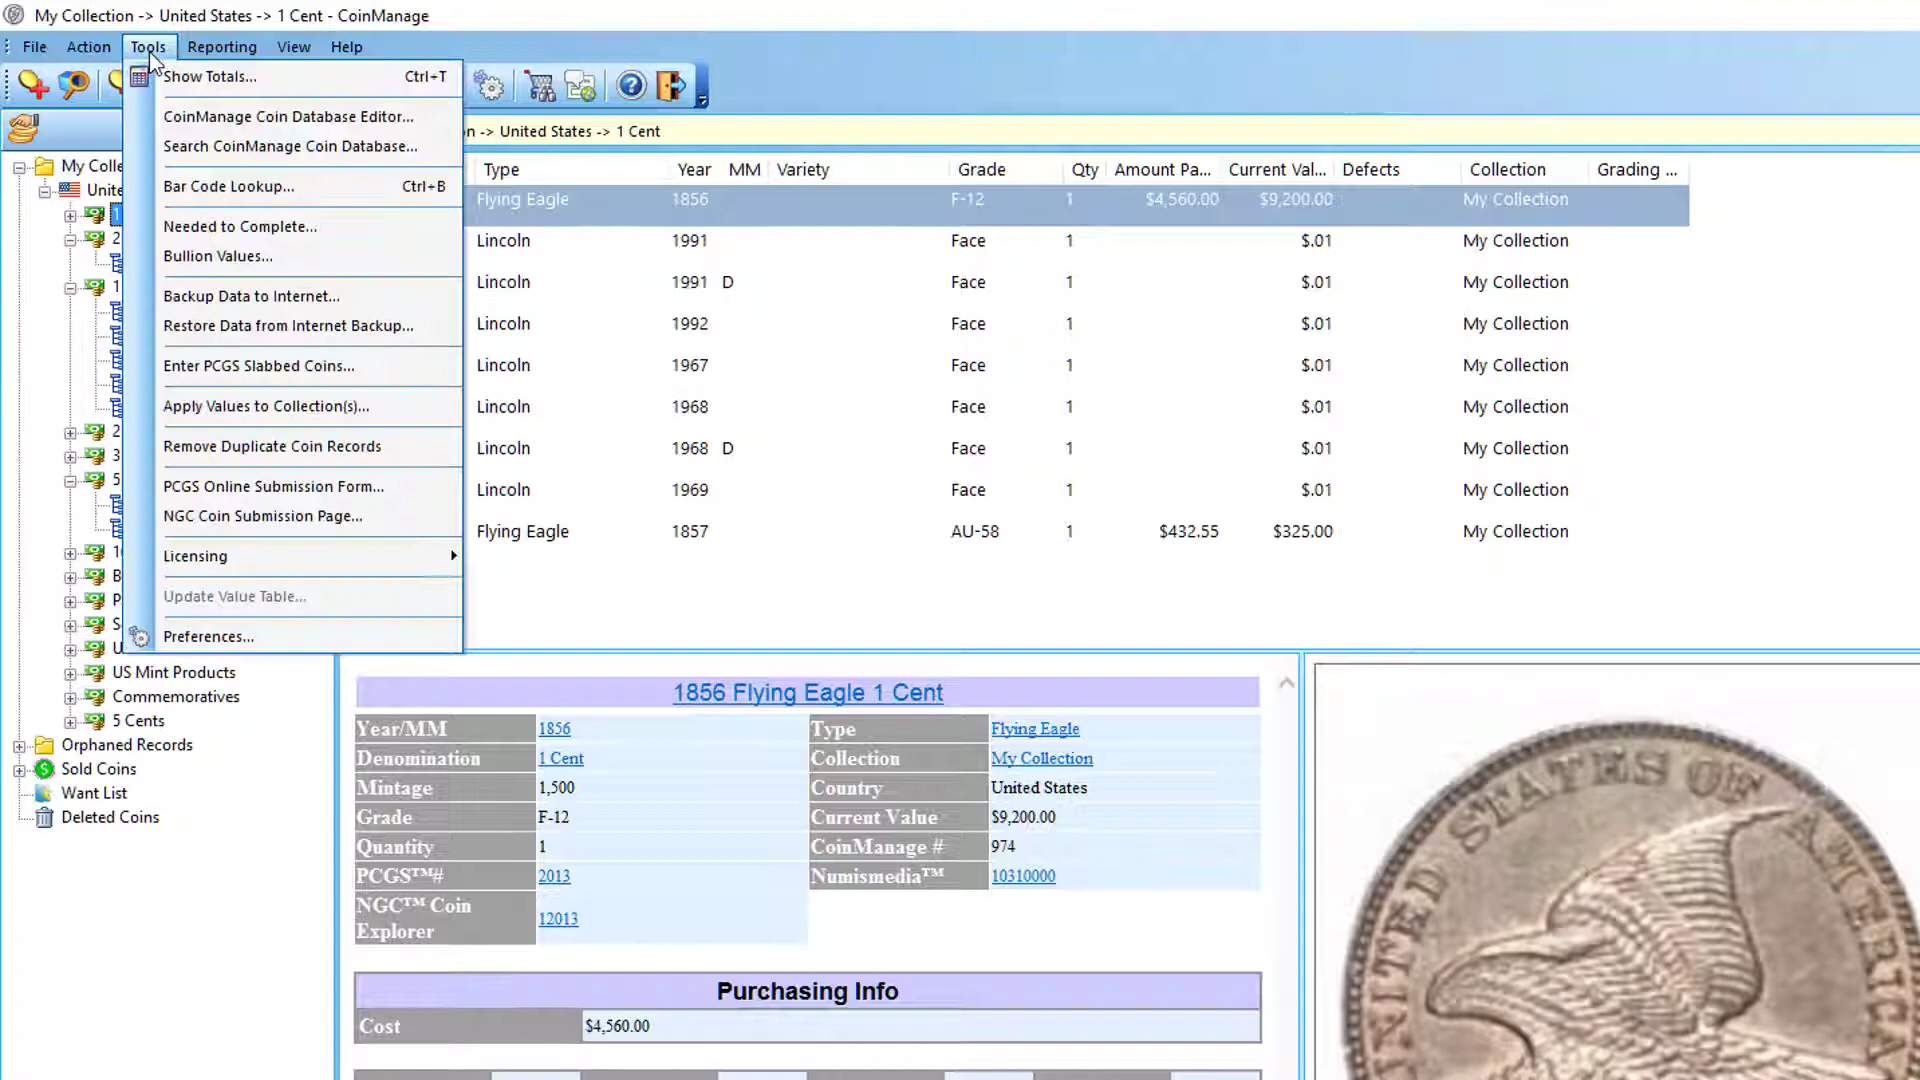 My Collection -> United States -> 1 Cent - CoinManage
File Action Tools Reporting View Help
Show Totals... Ctrl+T
CoinManage Coin Database Editor...
Search CoinManage Coin Database...
Bar Code Lookup... Ctrl+B
Needed to Complete...
Bullion Values...
Backup Data to Internet...
Restore Data from Internet Backup...
Enter PCGS Slabbed Coins...
Apply Values to Collection(s)...
Remove Duplicate Coin Records
PCGS Online Submission Form...
NGC Coin Submission Page...
Licensing
Update Value Table...
Preferences...
My Colle
Unite
1
2
1
2
3
5
1
B
P
S
U
US Mint Products
Commemoratives
5 Cents
Orphaned Records
Sold Coins
Want List
Deleted Coins
n -> United States -> 1 Cent
Type Year MM Variety Grade Qty Amount Pa... Current Val... Defects Collection Grading ...
Flying Eagle 1856 F-12 1 $4,560.00 $9,200.00 My Collection
Lincoln 1991 Face 1 $.01 My Collection
Lincoln 1991 D Face 1 $.01 My Collection
Lincoln 1992 Face 1 $.01 My Collection
Lincoln 1967 Face 1 $.01 My Collection
Lincoln 1968 Face 1 $.01 My Collection
Lincoln 1968 D Face 1 $.01 My Collection
Lincoln 1969 Face 1 $.01 My Collection
Flying Eagle 1857 AU-58 1 $432.55 $325.00 My Collection
1856 Flying Eagle 1 Cent
Year/MM 1856 Type Flying Eagle
Denomination 1 Cent Collection My Collection
Mintage 1,500 Country United States
Grade F-12 Current Value $9,200.00
Quantity 1 CoinManage # 974
PCGS™# 2013 Numismedia™ 10310000
NGC™ Coin
Explorer 12013
Purchasing Info
Cost $4,560.00
UNITED STATES OF AMERICA